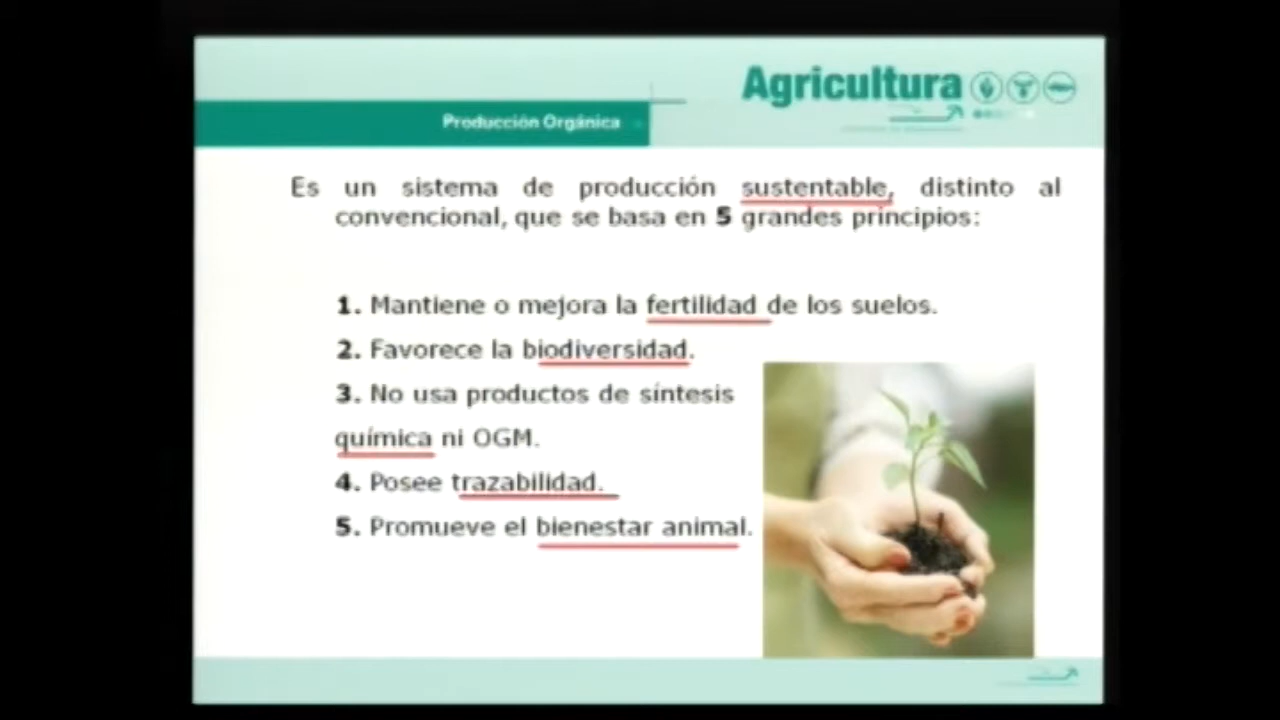 Agricultura
Producción Orgánica
Es un sistema de producción sustentable, distinto al
convencional, que se basa en 5 grandes principios:
1. Mantiene o mejora la fertilidad de los suelos.
2. Favorece la biodiversidad.
3. No usa productos de síntesis
química ni OGM.
4. Posee trazabilidad.
5. Promueve el bienestar animal.